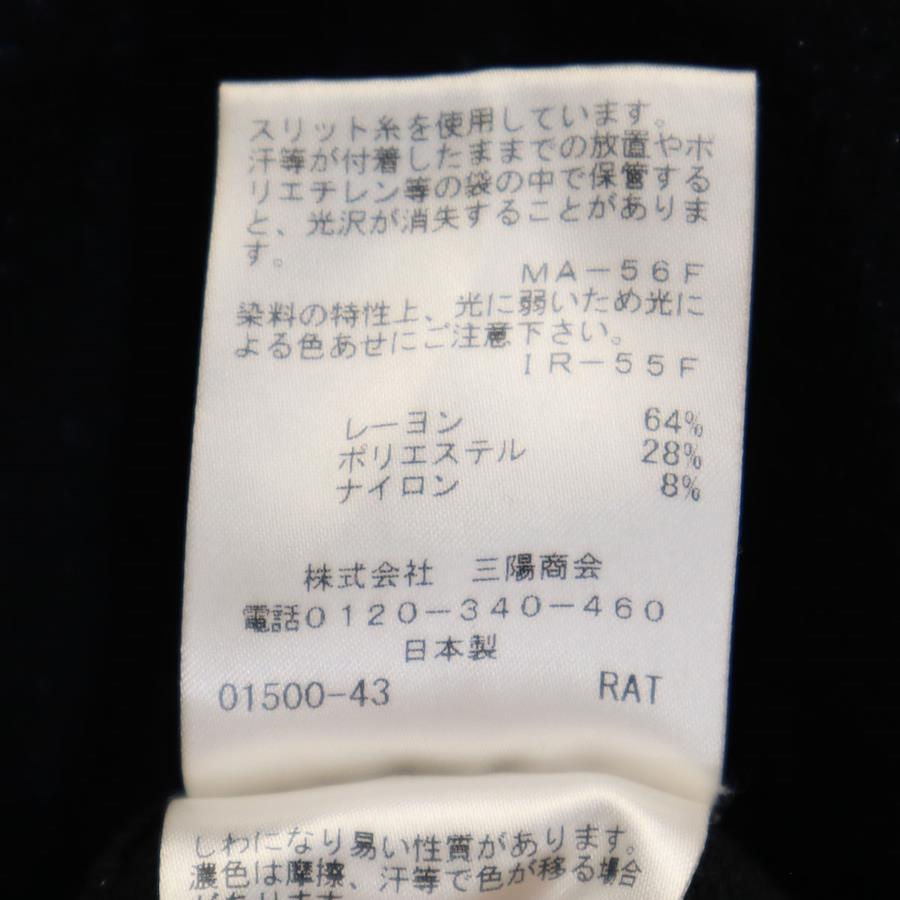 スリット糸を使用しています。
汗等が付着したままでの放置やポ
リエチレン等の袋の中で保管する
と、光沢が消失することがありま
す。
MA－56F
染料の特性上、光に弱いため光に
よる色あせにご注意下さい。
IR－55F
レーヨン 64%
ポリエステル 28%
ナイロン 8%
株式会社 三陽商会
電話0120－340－460
日本製
01500-43 RAT
しわになり易い性質があります。
濃色は摩擦、汗等で色が移る場合
があります